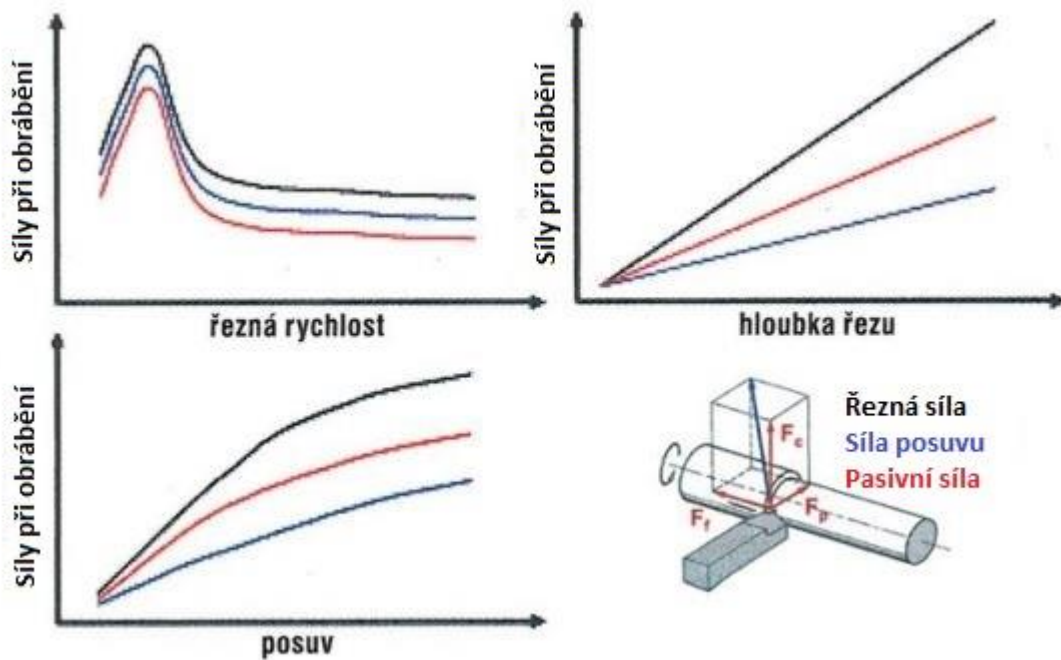 Síly při obrábění
řezná rychlost
Síly při obrábění
hloubka řezu
Síly při obrábění
posuv
Řezná síla
Síla posuvu
Pasivní síla
Fc
Ff
Fp